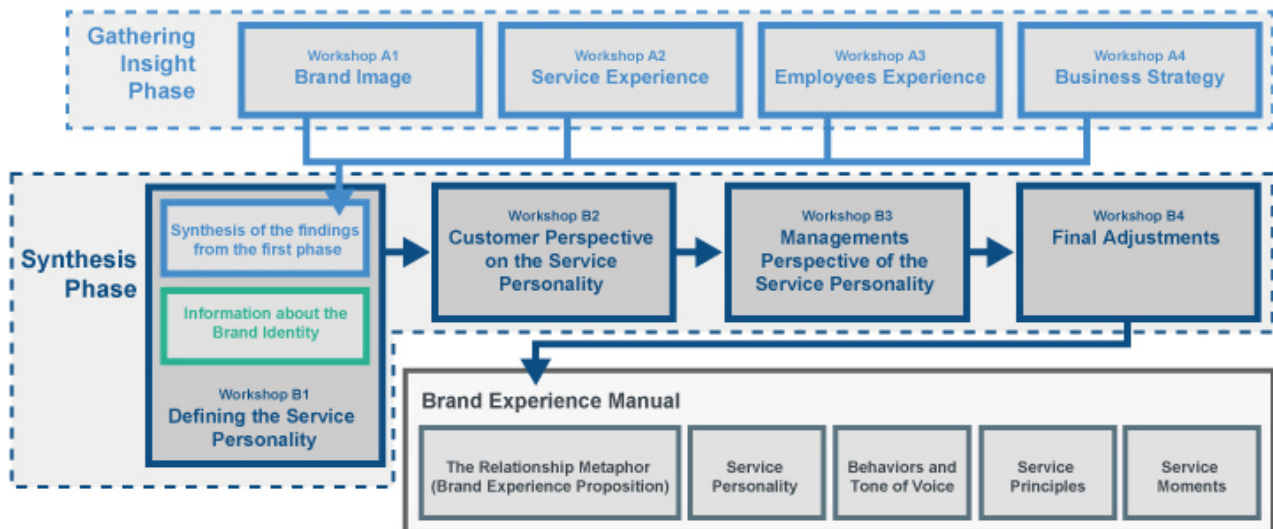 Gathering
Insight
Phase
Workshop A1
Brand Image
Workshop A2
Service Experience
Workshop A3
Employees Experience
Workshop A4
Business Strategy
Synthesis
Phase
Synthesis of the findings
from the first phase
Information about the
Brand Identity
Workshop B1
Defining the Service
Personality
Workshop B2
Customer Perspective
on the Service
Personality
Workshop B3
Managements
Perspective of the
Service Personality
Workshop B4
Final Adjustments
Brand Experience Manual
The Relationship Metaphor
(Brand Experience Proposition)
Service
Personality
Behaviors and
Tone of Voice
Service
Principles
Service
Moments